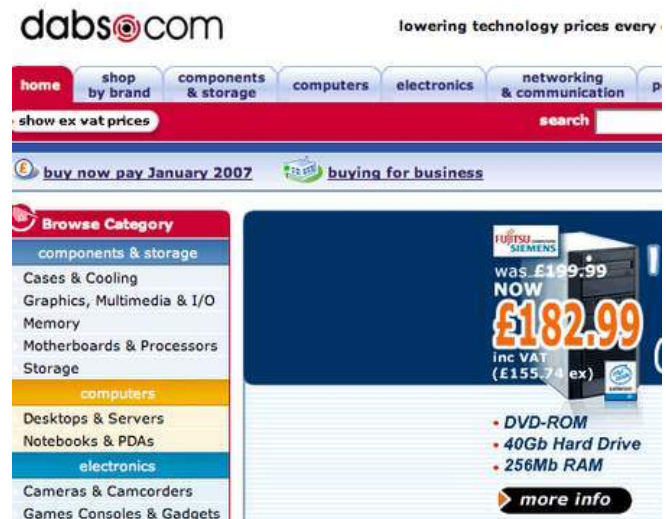 dabs.com
lowering technology prices every
home
shop
by brand
components
& storage
computers
electronics
networking
& communication
show ex vat prices
search
buy now pay January 2007
buying for business
Browse Category
components & storage
Cases & Cooling
Graphics, Multimedia & I/O
Memory
Motherboards & Processors
Storage
computers
Desktops & Servers
Notebooks & PDAs
electronics
Cameras & Camcorders
Games Consoles & Gadgets
FUJITSU COMPUTERS
SIEMENS
was £199.99
NOW
£182.99
inc VAT
(£155.74 ex)
• DVD-ROM
• 40Gb Hard Drive
• 256Mb RAM
more info